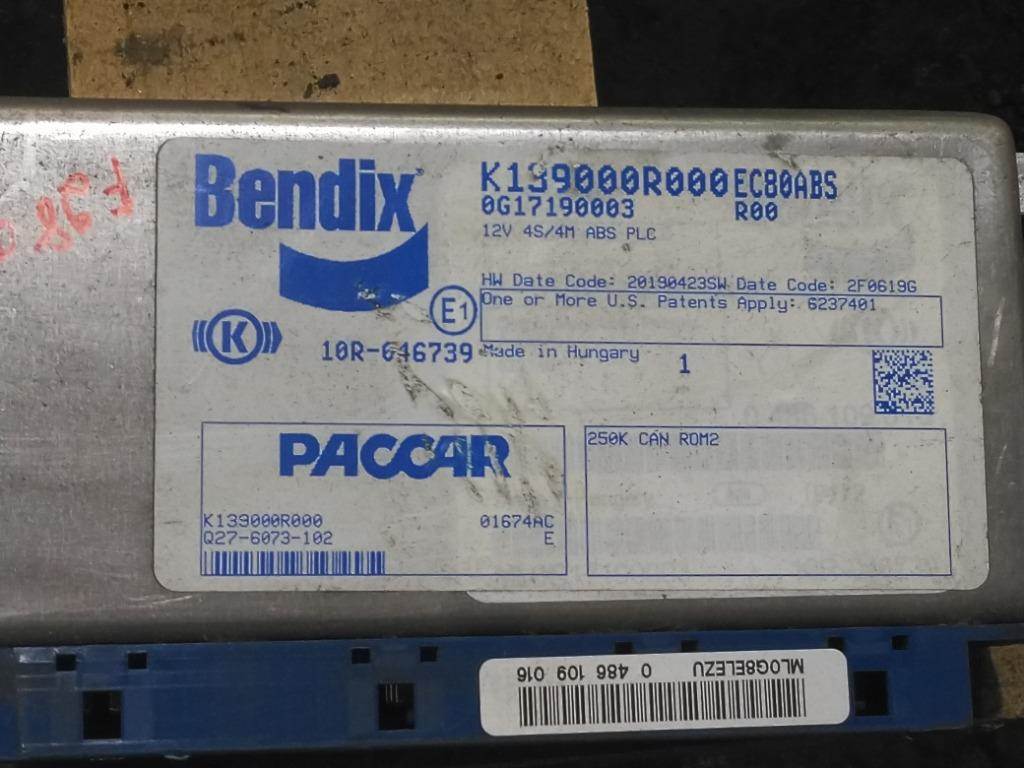 Bendix
K139000R000 EC80ABS
0G17190003 R00
12V 4S/4M ABS PLC
HW Date Code: 20190423SW Date Code: 2F0619G
One or More U.S. Patents Apply: 6237401
E1
K
10R-046739
Made in Hungary
1
PACCAR
K139000R000 01674AC
Q27-6073-102 E
250K CAN ROM2
ML0G8ELEZU
0 486 109 016